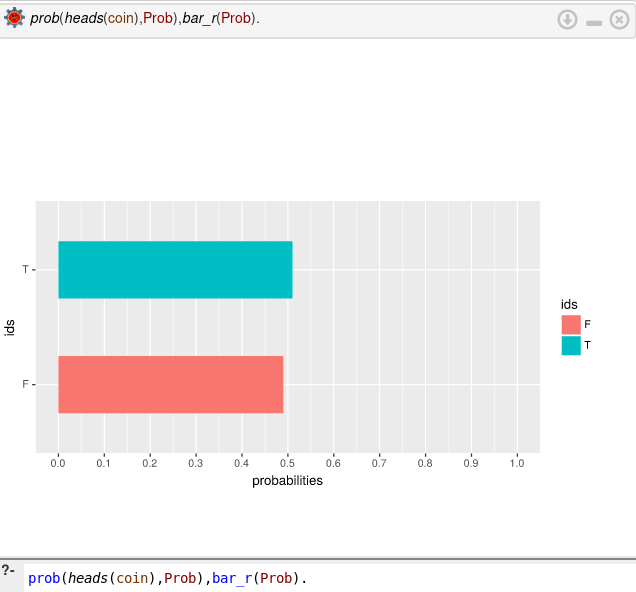 prob(heads(coin),Prob),bar_r(Prob).
T
F
ids
0.0 0.1 0.2 0.3 0.4 0.5 0.6 0.7 0.8 0.9 1.0
probabilities
ids
F
T
?- prob(heads(coin),Prob),bar_r(Prob).